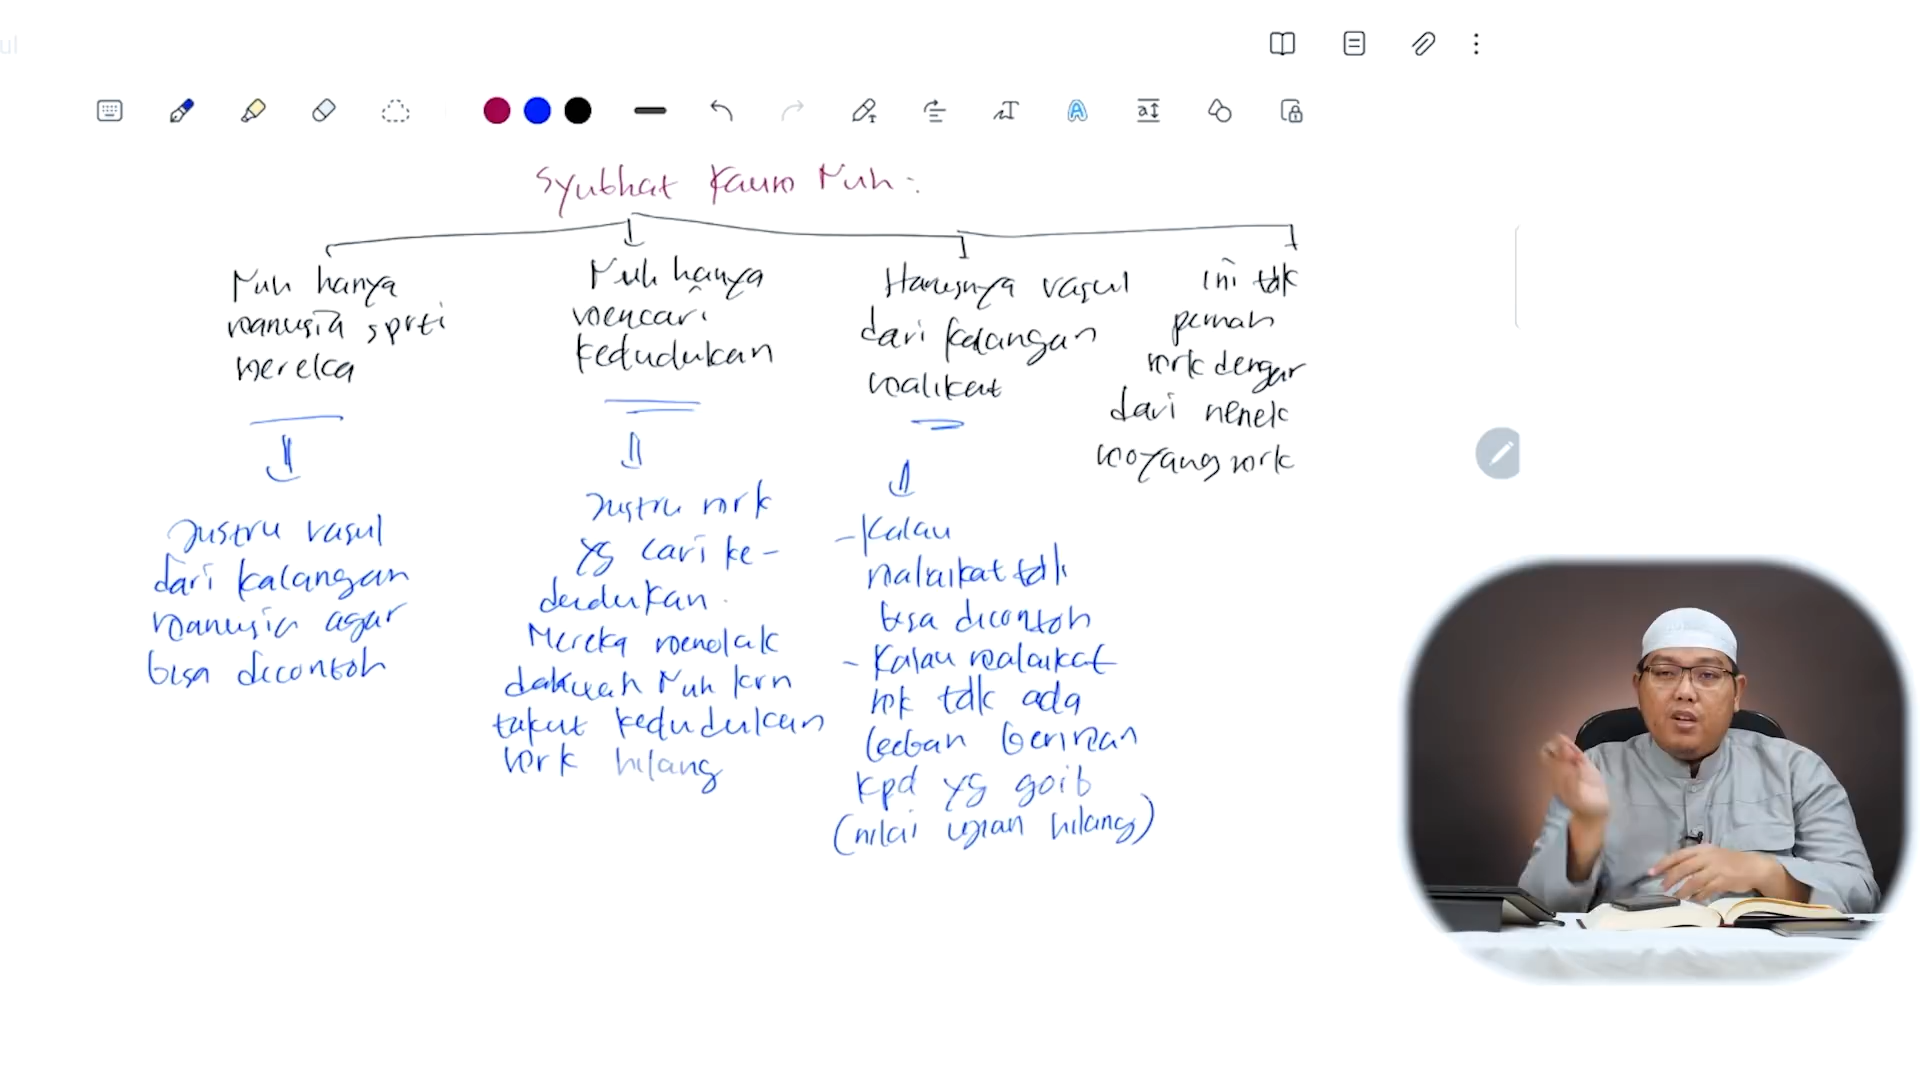 ul
Syubhat Kaum Nuh :
Nuh hanya
manusia sprti
mereka
Nuh hanya
mencari
kedudukan
Harusnya rasul
dari kalangan
malikat
Ini tdk
pernah
mrk dengar
dari nenek
moyang mrk
Justru rasul
dari kalangan
manusia agar
bisa dicontoh
Justru mrk
yg cari ke-
dudukan.
Mereka menolak
dakwah Nuh krn
takut kedudukan
mrk hilang
- Kalau
malaikat tdk
bisa dicontoh
- Kalau malaikat
mk tdk ada
beban beriman
kpd yg goib
(nilai ujian hilang)